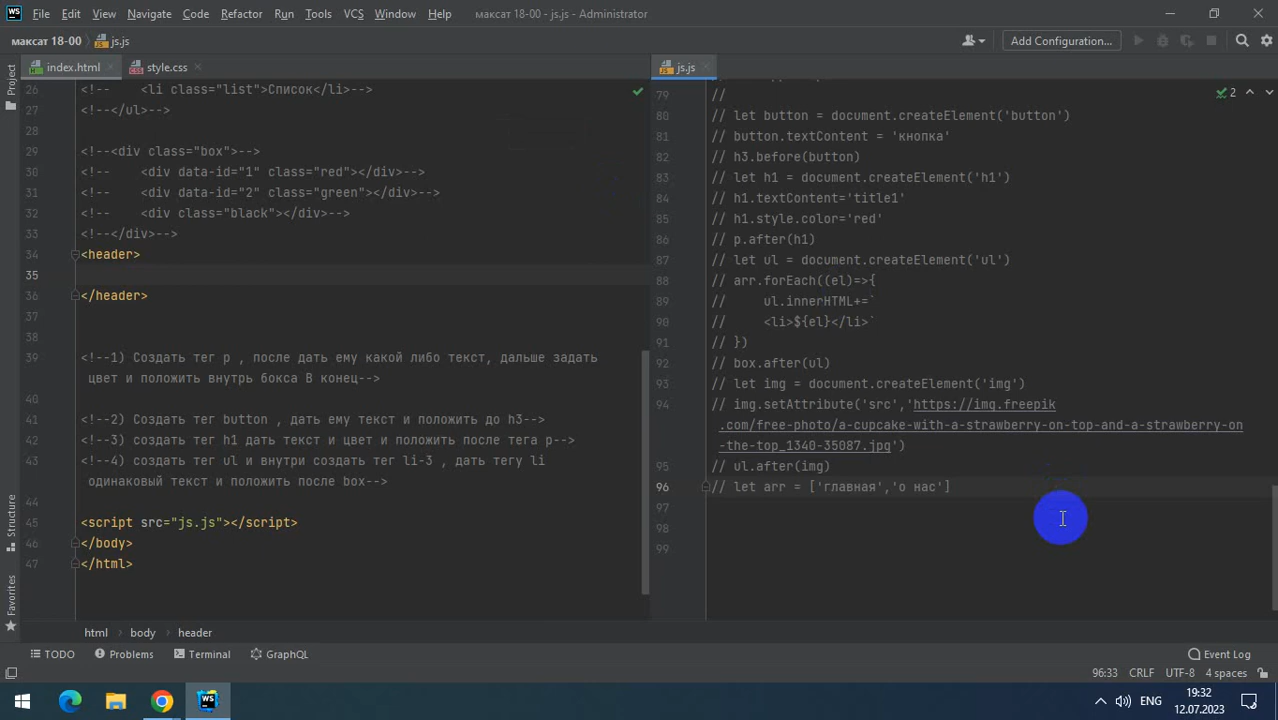 File Edit View Navigate Code Refactor Run Tools VCS Window Help максат 18-00 - js.js - Administrator
максат 18-00 js.js Add Configuration...
index.html style.css js.js
Project
Structure
Favorites
26 <!-- <li class="list">Список</li>-->
27 <!--</ul>-->
28
29 <!--<div class="box">-->
30 <!-- <div data-id="1" class="red"></div>-->
31 <!-- <div data-id="2" class="green"></div>-->
32 <!-- <div class="black"></div>-->
33 <!--</div>-->
34 <header>
35
36 </header>
37
38
39 <!--1) Создать тег p , после дать ему какой либо текст, дальше задать
цвет и положить внутрь бокса В конец-->
40
41 <!--2) Создать тег button , дать ему текст и положить до h3-->
42 <!--3) создать тег h1 дать текст и цвет и положить после тега p-->
43 <!--4) создать тег ul и внутри создать тег li-3 , дать тегу li
одинаковый текст и положить после box-->
44
45 <script src="js.js"></script>
46 </body>
47 </html>
2
79 //
80 // let button = document.createElement('button')
81 // button.textContent = 'кнопка'
82 // h3.before(button)
83 // let h1 = document.createElement('h1')
84 // h1.textContent='title1'
85 // h1.style.color='red'
86 // p.after(h1)
87 // let ul = document.createElement('ul')
88 // arr.forEach((el)=>{
89 // ul.innerHTML+=`
90 // <li>${el}</li>`
91 // })
92 // box.after(ul)
93 // let img = document.createElement('img')
94 // img.setAttribute('src','https://img.freepik
.com/free-photo/a-cupcake-with-a-strawberry-on-top-and-a-strawberry-on
-the-top_1340-35087.jpg')
95 // ul.after(img)
96 // let arr = ['главная','о нас']
97
98
99
html body header
TODO Problems Terminal GraphQL Event Log
96:33 CRLF UTF-8 4 spaces
WS
ENG
19:32
12.07.2023